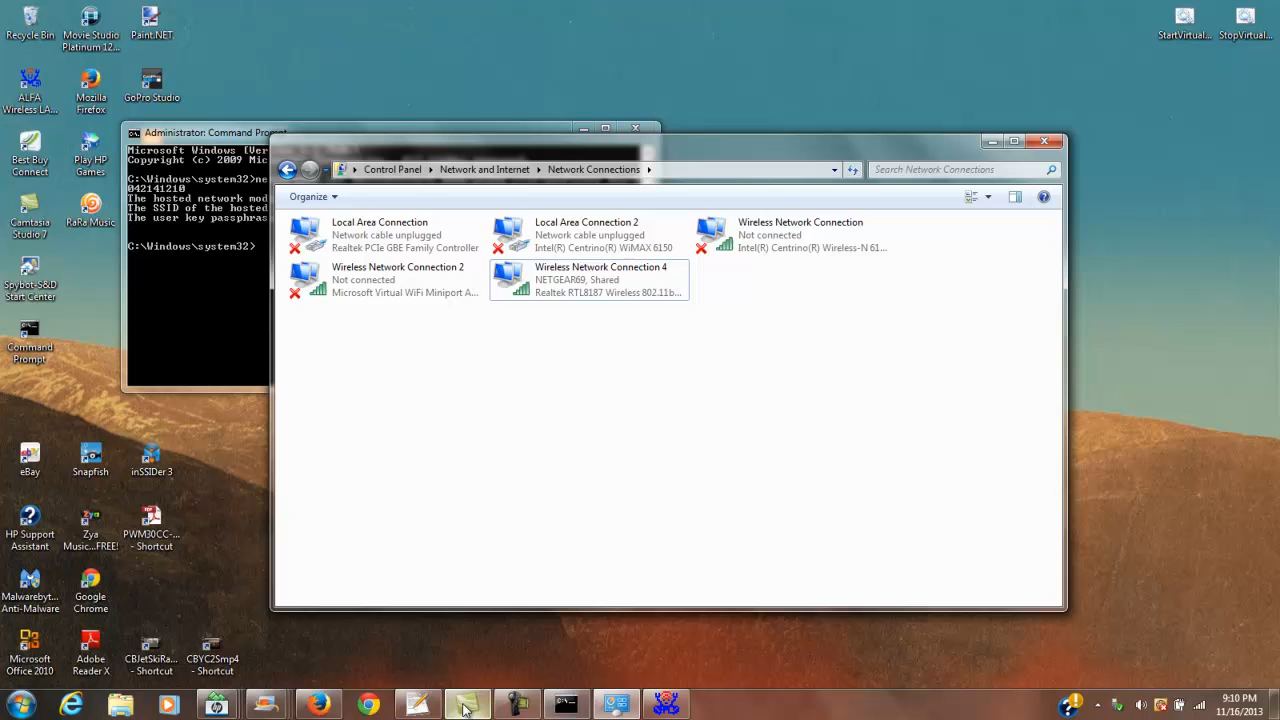 Recycle Bin
Movie Studio
Platinum 12...
Paint.NET
StartVirtual...
StopVirtual...
ALFA
Wireless LA...
Mozilla
Firefox
GoPro Studio
Best Buy
Connect
Play HP
Games
Camtasia
Studio 7
RaRa Music
Spybot-S&D
Start Center
Command
Prompt
eBay
Snapfish
inSSIDer 3
HP Support
Assistant
Zya
Music...FREE!
PWM30CC-...
- Shortcut
Malwarebyt...
Anti-Malware
Google
Chrome
Microsoft
Office 2010
Adobe
Reader X
CBJetSkiRa...
- Shortcut
CBYC2Smp4
- Shortcut
Administrator: Command Prompt
Microsoft Windows [Ver
Copyright (c) 2009 Mic
C:\Windows\system32>ne
042141210
The hosted network mod
The SSID of the hosted
The user key passphras
C:\Windows\system32>
Control Panel
Network and Internet
Network Connections
Search Network Connections
Organize
Local Area Connection
Network cable unplugged
Realtek PCIe GBE Family Controller
Local Area Connection 2
Network cable unplugged
Intel(R) Centrino(R) WiMAX 6150
Wireless Network Connection
Not connected
Intel(R) Centrino(R) Wireless-N 61...
Wireless Network Connection 2
Not connected
Microsoft Virtual WiFi Miniport A...
Wireless Network Connection 4
NETGEAR69, Shared
Realtek RTL8187 Wireless 802.11b...
9:10 PM
11/16/2013